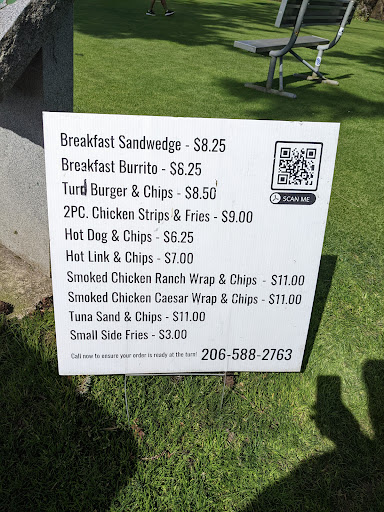 Breakfast Sandwedge - $8.25
Breakfast Burrito - $6.25
Turd Burger & Chips - $8.50
2PC. Chicken Strips & Fries - $9.00
Hot Dog & Chips - $6.25
Hot Link & Chips - $7.00
Smoked Chicken Ranch Wrap & Chips - $11.00
Smoked Chicken Caesar Wrap & Chips - $11.00
Tuna Sand & Chips - $11.00
Small Side Fries - $3.00
Call now to ensure your order is ready at the turn! 206-588-2763
SCAN ME